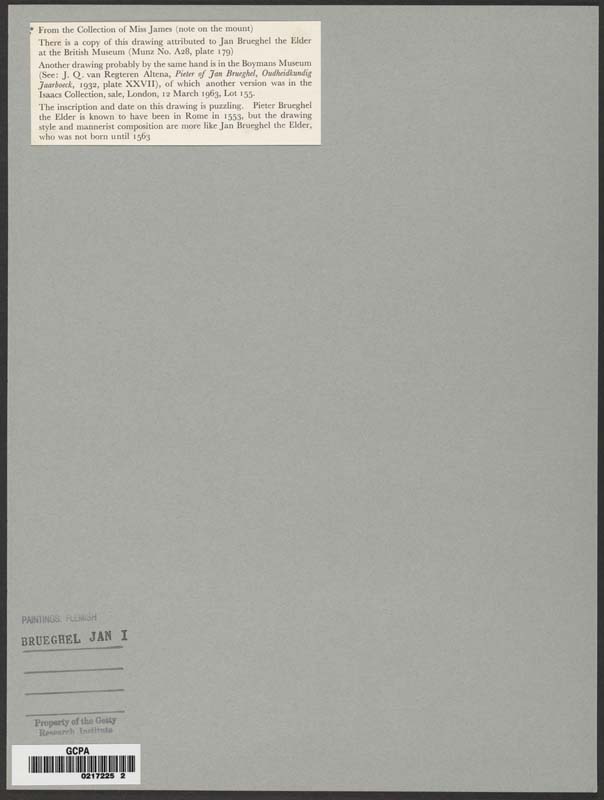 * From the Collection of Miss James (note on the mount)
There is a copy of this drawing attributed to Jan Brueghel the Elder
at the British Museum (Munz No. A28, plate 179)
Another drawing probably by the same hand is in the Boymans Museum
(See: J. Q. van Regteren Altena, Pieter of Jan Brueghel, Oudheidkundig
Jaarboeck, 1932, plate XXVII), of which another version was in the
Isaacs Collection, sale, London, 12 March 1963, Lot 155.
The inscription and date on this drawing is puzzling. Pieter Brueghel
the Elder is known to have been in Rome in 1553, but the drawing
style and mannerist composition are more like Jan Brueghel the Elder,
who was not born until 1563
PAINTINGS: FLEMISH
BRUEGHEL JAN I
Property of the Getty
Research Institute
GCPA
0217225 2